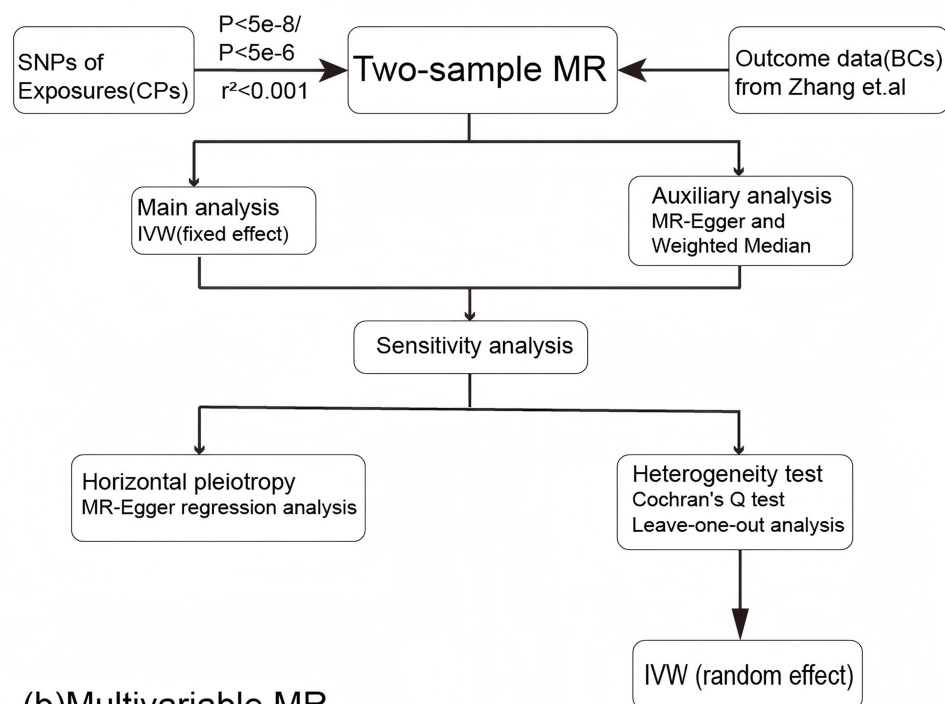 SNPs of
Exposures(CPs)
P<5e-8/
P<5e-6
r²<0.001
Two-sample MR
Outcome data(BCs)
from Zhang et.al
Main analysis
IVW(fixed effect)
Auxiliary analysis
MR-Egger and
Weighted Median
Sensitivity analysis
Horizontal pleiotropy
MR-Egger regression analysis
Heterogeneity test
Cochran's Q test
Leave-one-out analysis
IVW (random effect)
(b)Multivariable MR